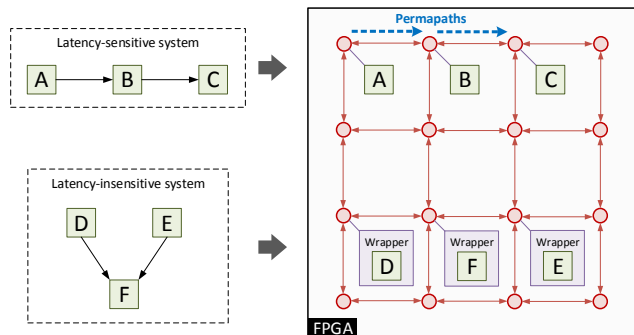 Latency-sensitive system
A
B
C
Latency-insensitive system
D
E
F
Permapaths
A
B
C
Wrapper
D
Wrapper
F
Wrapper
E
FPGA